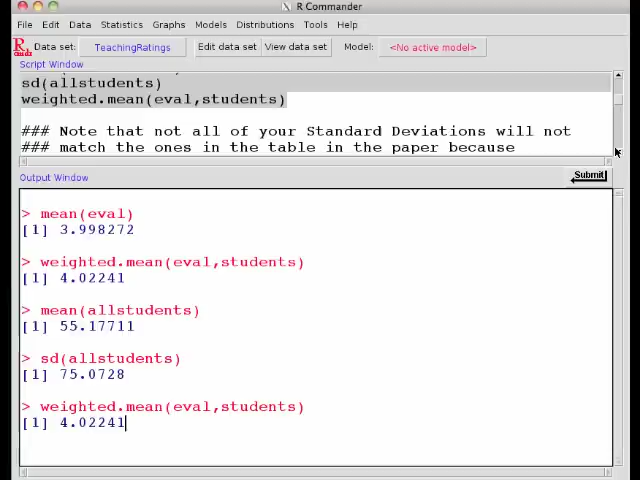 R Commander
File Edit Data Statistics Graphs Models Distributions Tools Help
R Data set: TeachingRatings Edit data set View data set Model: <No active model>
Script Window
sd(allstudents)
weighted.mean(eval,students)
### Note that not all of your Standard Deviations will not
### match the ones in the table in the paper because
Output Window Submit
> mean(eval)
[1] 3.998272
> weighted.mean(eval,students)
[1] 4.02241
> mean(allstudents)
[1] 55.17711
> sd(allstudents)
[1] 75.0728
> weighted.mean(eval,students)
[1] 4.02241